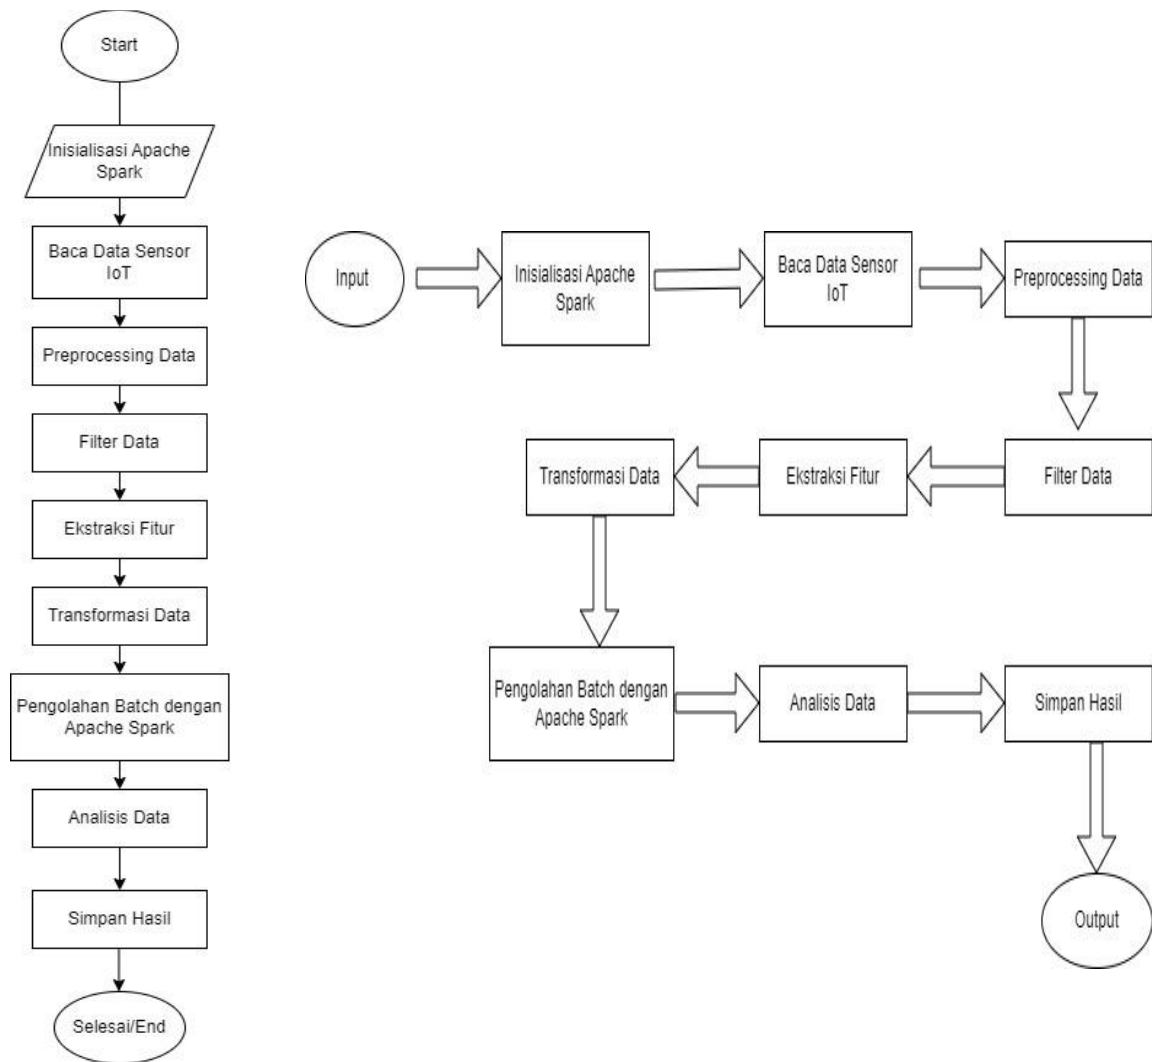 Start
Inisialisasi Apache
Spark
Baca Data Sensor
IoT
Preprocessing Data
Filter Data
Ekstraksi Fitur
Transformasi Data
Pengolahan Batch dengan
Apache Spark
Analisis Data
Simpan Hasil
Selesai/End
Input
Inisialisasi Apache
Spark
Baca Data Sensor
IoT
Preprocessing Data
Filter Data
Ekstraksi Fitur
Transformasi Data
Pengolahan Batch dengan
Apache Spark
Analisis Data
Simpan Hasil
Output